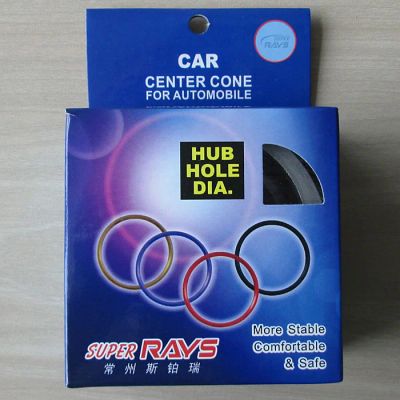 RAYS
CAR
CENTER CONE
FOR AUTOMOBILE
HUB
HOLE
DIA.
SUPER RAYS
常州斯铂瑞
More Stable
Comfortable
& Safe